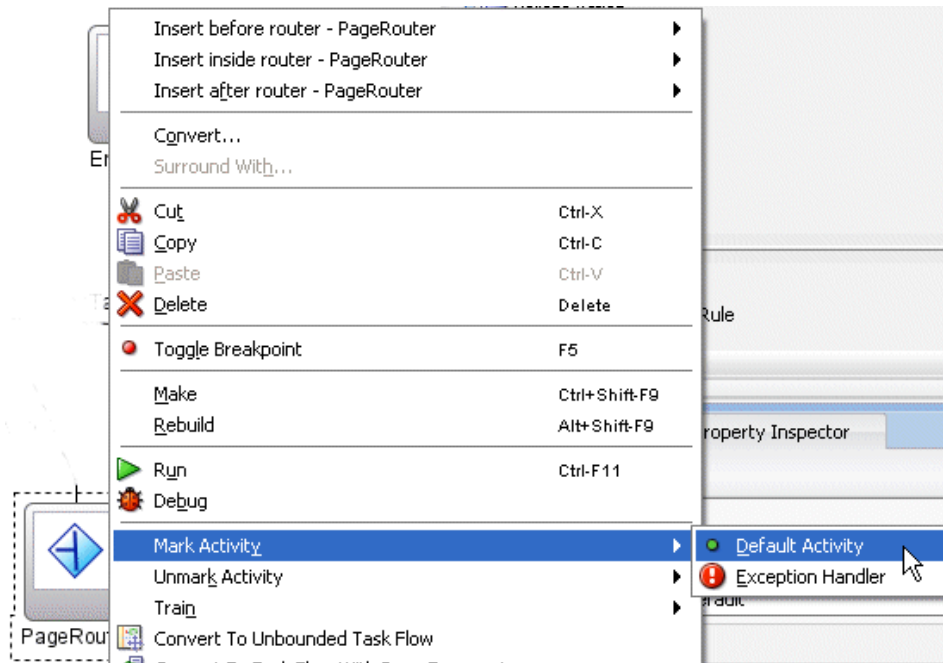 Insert before router - PageRouter
Insert inside router - PageRouter
Insert after router - PageRouter
Convert...
Er
Surround With...
Cut Ctrl-X
Copy Ctrl-C
Paste Ctrl-V
Delete Delete
Rule
Toggle Breakpoint F5
Make Ctrl+Shift-F9
Rebuild Alt+Shift-F9
roperty Inspector
Run Ctrl-F11
Debug
Mark Activity Default Activity
Unmark Activity Exception Handler
Train
PageRou Convert To Unbounded Task Flow